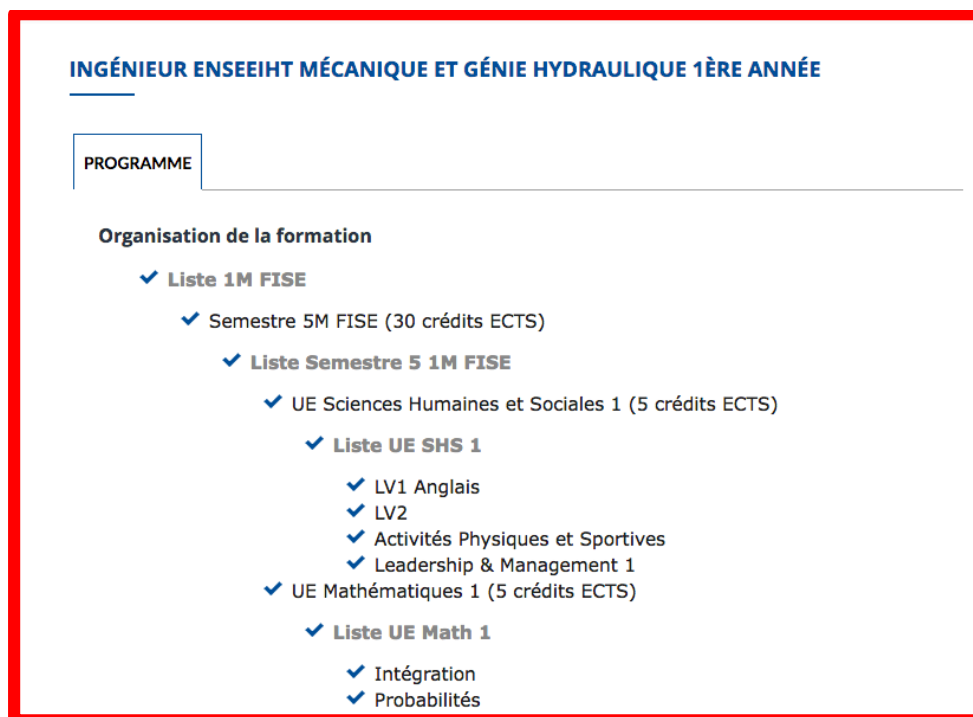 INGÉNIEUR ENSEEIHT MÉCANIQUE ET GÉNIE HYDRAULIQUE 1ÈRE ANNÉE
PROGRAMME
Organisation de la formation
Liste 1M FISE
Semestre 5M FISE (30 crédits ECTS)
Liste Semestre 5 1M FISE
UE Sciences Humaines et Sociales 1 (5 crédits ECTS)
Liste UE SHS 1
LV1 Anglais
LV2
Activités Physiques et Sportives
Leadership & Management 1
UE Mathématiques 1 (5 crédits ECTS)
Liste UE Math 1
Intégration
Probabilités